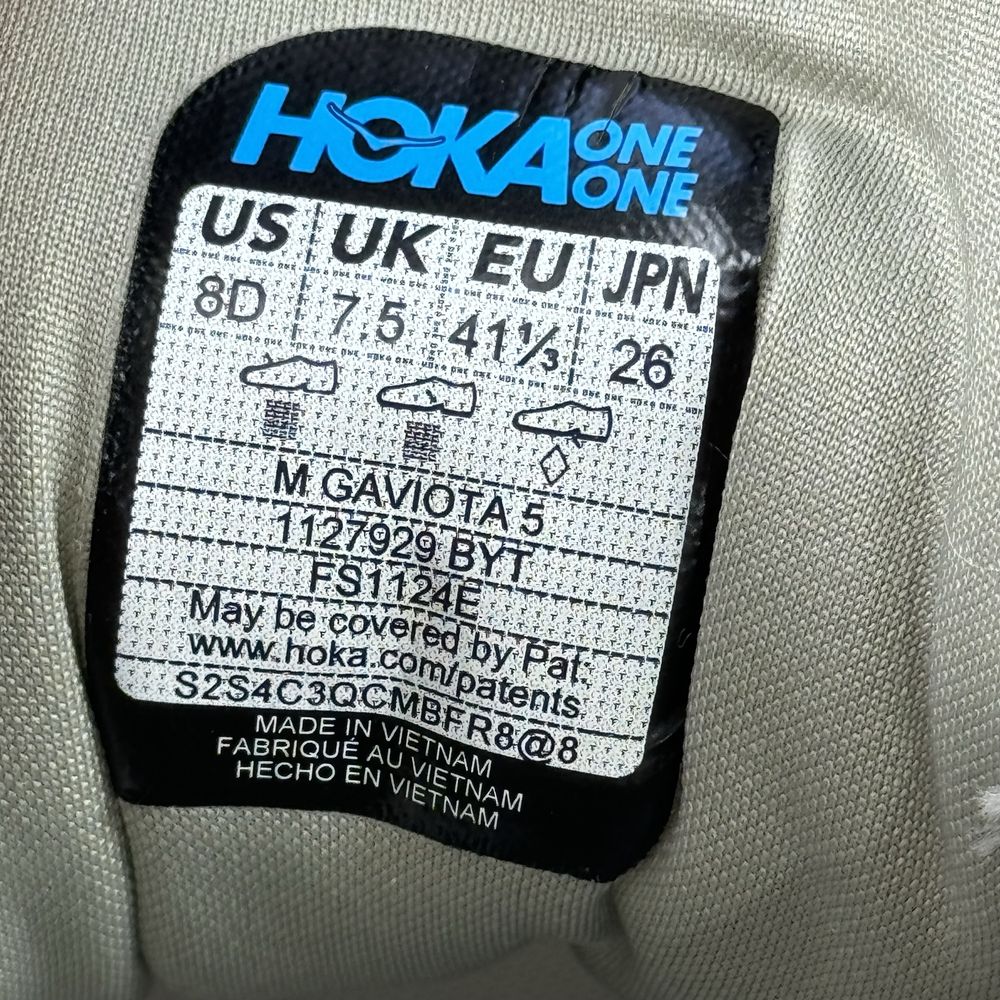 HOKA ONE ONE
US UK EU JPN
8D 7.5 41⅓ 26
M GAVIOTA 5
1127929 BYT
FS1124E
May be covered by Pat.
www.hoka.com/patents
S2S4C3QCMBFR8@8
MADE IN VIETNAM
FABRIQUÉ AU VIETNAM
HECHO EN VIETNAM